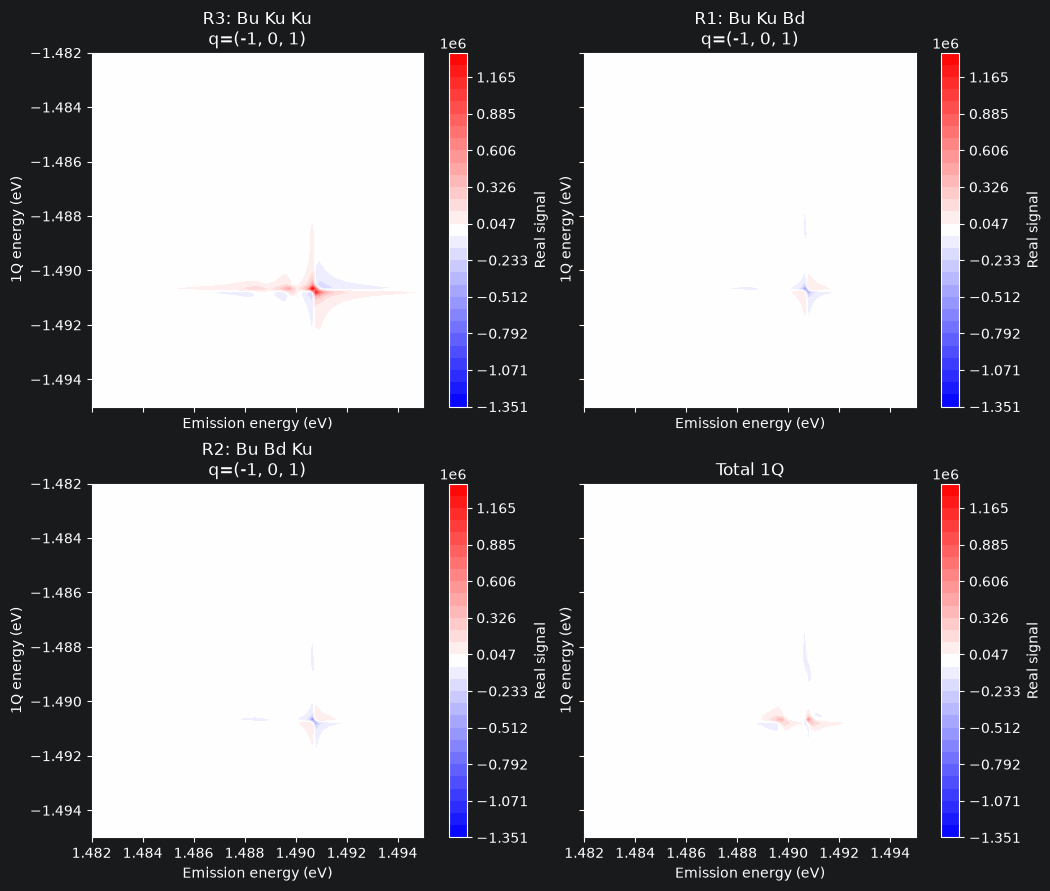 R3: Bu Ku Ku
q=(-1, 0, 1)
1e6
−1.482
−1.484
−1.486
−1.488
−1.490
−1.492
−1.494
1Q energy (eV)
Emission energy (eV)
1.165
0.885
0.606
0.326
0.047
−0.233
−0.512
−0.792
−1.071
−1.351
Real signal
R1: Bu Ku Bd
q=(-1, 0, 1)
1e6
1Q energy (eV)
Emission energy (eV)
1.165
0.885
0.606
0.326
0.047
−0.233
−0.512
−0.792
−1.071
−1.351
Real signal
R2: Bu Bd Ku
q=(-1, 0, 1)
1e6
−1.482
−1.484
−1.486
−1.488
−1.490
−1.492
−1.494
1Q energy (eV)
1.482 1.484 1.486 1.488 1.490 1.492 1.494
Emission energy (eV)
1.165
0.885
0.606
0.326
0.047
−0.233
−0.512
−0.792
−1.071
−1.351
Real signal
Total 1Q
1e6
1Q energy (eV)
1.482 1.484 1.486 1.488 1.490 1.492 1.494
Emission energy (eV)
1.165
0.885
0.606
0.326
0.047
−0.233
−0.512
−0.792
−1.071
−1.351
Real signal